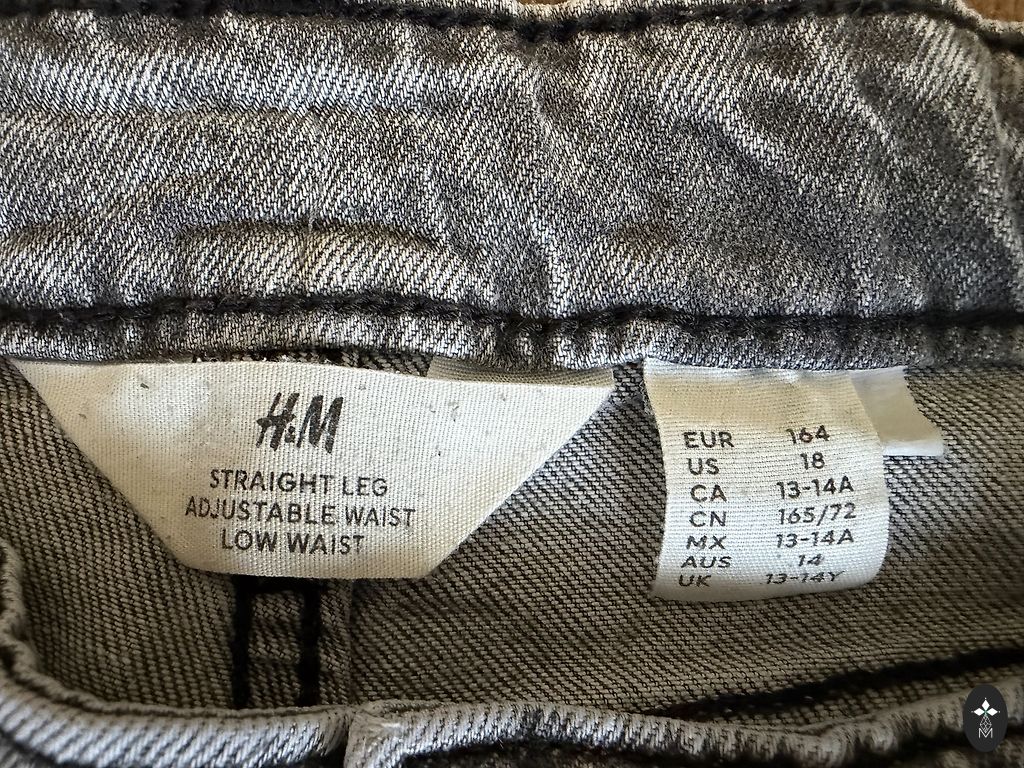 H&M
STRAIGHT LEG
ADJUSTABLE WAIST
LOW WAIST
EUR 164
US 18
CA 13-14A
CN 165/72
MX 13-14A
AUS 14
UK 13-14Y